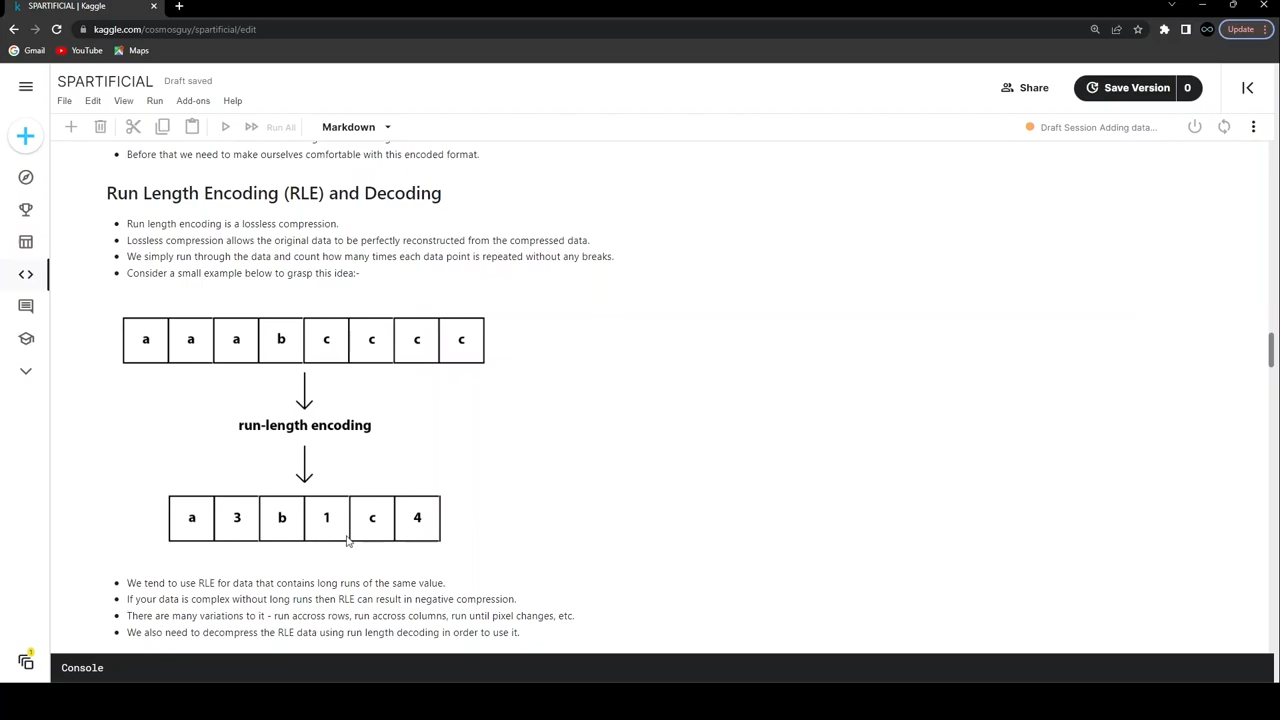 SPARTIFICIAL | Kaggle
kaggle.com/cosmosguy/spartificial/edit
Update
Gmail YouTube Maps
SPARTIFICIAL Draft saved
Share Save Version 0
File Edit View Run Add-ons Help
Run All Markdown Draft Session Adding data...
Before that we need to make ourselves comfortable with this encoded format.
Run Length Encoding (RLE) and Decoding
Run length encoding is a lossless compression.
Lossless compression allows the original data to be perfectly reconstructed from the compressed data.
We simply run through the data and count how many times each data point is repeated without any breaks.
Consider a small example below to grasp this idea:-
a a a b c c c c
run-length encoding
a 3 b 1 c 4
We tend to use RLE for data that contains long runs of the same value.
If your data is complex without long runs then RLE can result in negative compression.
There are many variations to it - run accross rows, run accross columns, run until pixel changes, etc.
We also need to decompress the RLE data using run length decoding in order to use it.
1
Console